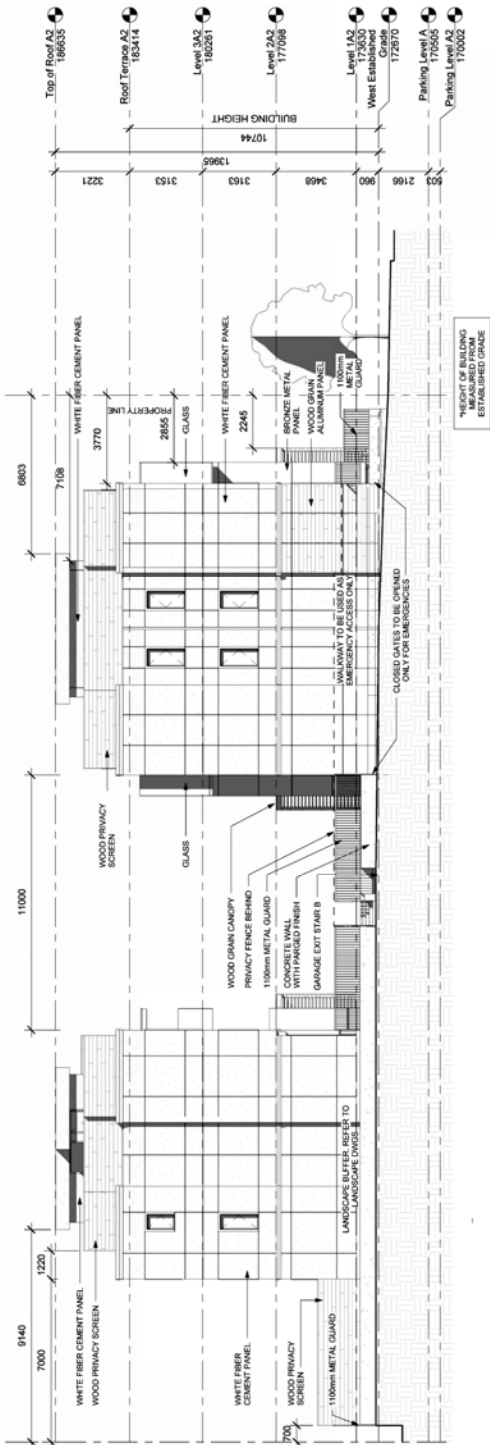 Top of Roof A2
186635
Roof Terrace A2
183414
Level 3A2
180261
Level 2A2
177098
Level 1A2
173630
West Established
Grade
172670
Parking Level A
170505
Parking Level A2
170002
BUILDING HEIGHT
10744
13965
3221
3153
3163
3468
960
2166
503
6803
7108
WHITE FIBER CEMENT PANEL
3770
PROPERTY LINE
2855
GLASS
WHITE FIBER CEMENT PANEL
2245
BRONZE METAL
PANEL
WOOD GRAIN
ALUMINUM PANEL
1100mm
METAL
GUARD
*HEIGHT OF BUILDING
MEASURED FROM
ESTABLISHED GRADE
WALKWAY TO BE USED AS
EMERGENCY ACCESS ONLY
CLOSED GATES TO BE OPENED
ONLY FOR EMERGENCIES
11000
WOOD PRIVACY
SCREEN
GLASS
WOOD GRAIN CANOPY
PRIVACY FENCE BEHIND
1100mm METAL GUARD
CONCRETE WALL
WITH PARGED FINISH
GARAGE EXIT STAIR B
LANDSCAPE BUFFER. REFER TO
LANDSCAPE DWGS
9140
7000
1220
WHITE FIBER CEMENT PANEL
WOOD PRIVACY SCREEN
WHITE FIBER
CEMENT PANEL
WOOD PRIVACY
SCREEN
1100mm METAL GUARD
700